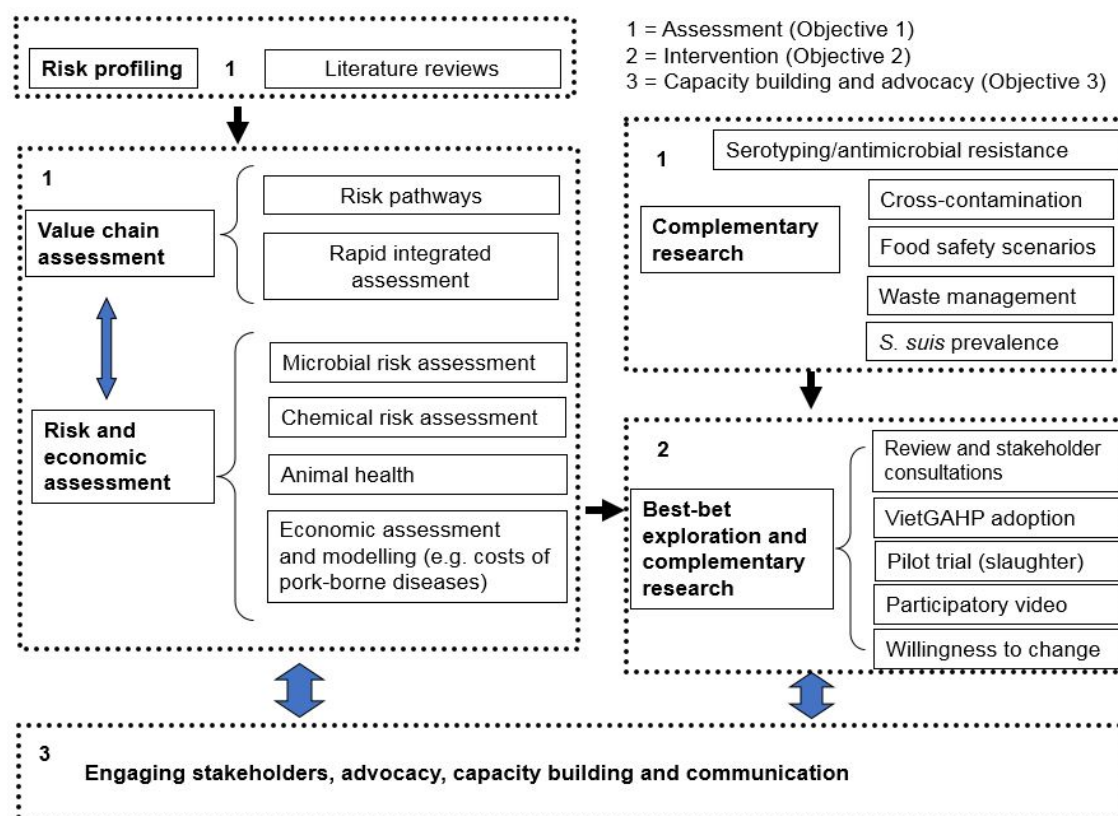 Risk profiling 1 Literature reviews
1 = Assessment (Objective 1)
2 = Intervention (Objective 2)
3 = Capacity building and advocacy (Objective 3)
1
Value chain
assessment
Risk pathways
Rapid integrated
assessment
Risk and
economic
assessment
Microbial risk assessment
Chemical risk assessment
Animal health
Economic assessment
and modelling (e.g. costs of
pork-borne diseases)
1
Serotyping/antimicrobial resistance
Complementary
research
Cross-contamination
Food safety scenarios
Waste management
S. suis prevalence
2
Best-bet
exploration and
complementary
research
Review and stakeholder
consultations
VietGAHP adoption
Pilot trial (slaughter)
Participatory video
Willingness to change
3
Engaging stakeholders, advocacy, capacity building and communication